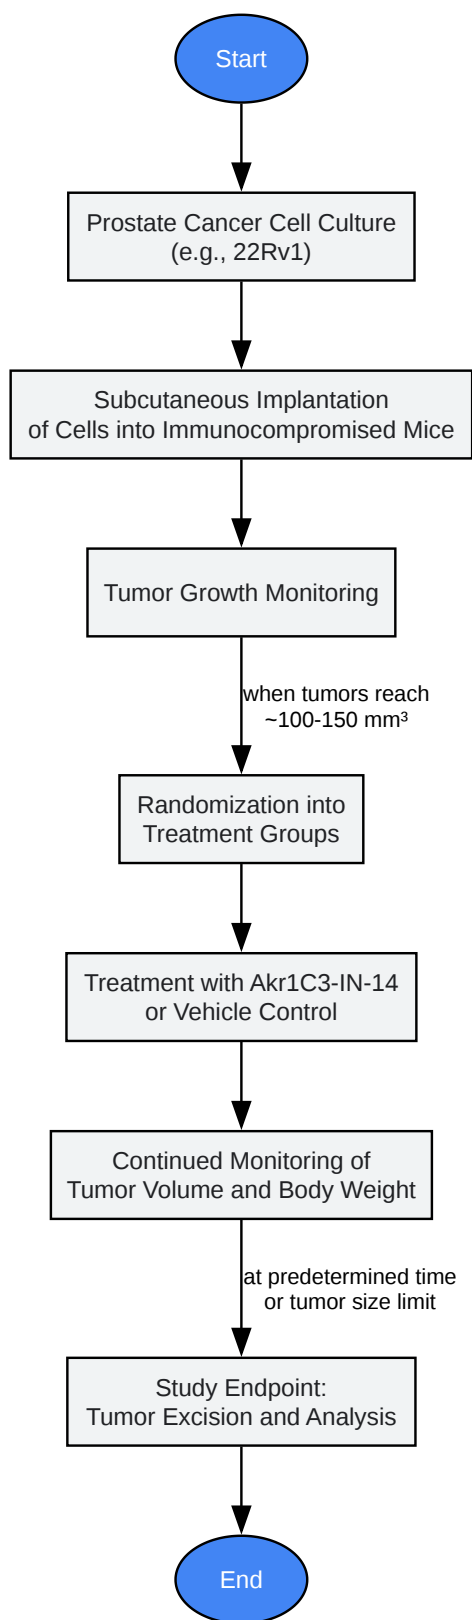 Start
Prostate Cancer Cell Culture
(e.g., 22Rv1)
Subcutaneous Implantation
of Cells into Immunocompromised Mice
Tumor Growth Monitoring
when tumors reach
~100-150 mm³
Randomization into
Treatment Groups
Treatment with Akr1C3-IN-14
or Vehicle Control
Continued Monitoring of
Tumor Volume and Body Weight
at predetermined time
or tumor size limit
Study Endpoint:
Tumor Excision and Analysis
End